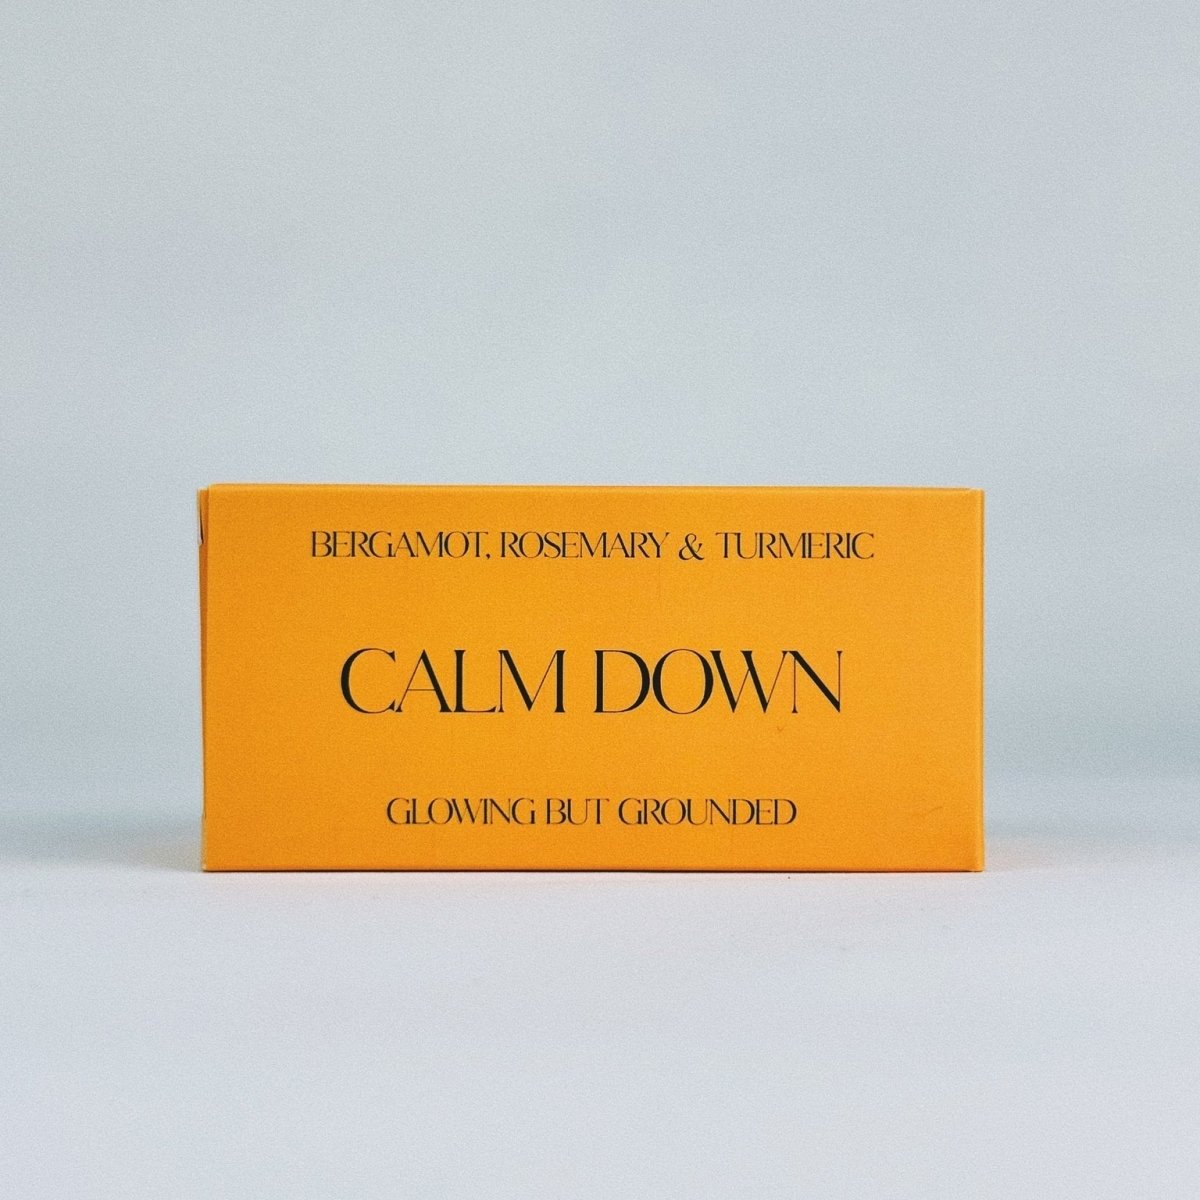 BERGAMOT, ROSEMARY & TURMERIC
CALM DOWN
GLOWING BUT GROUNDED